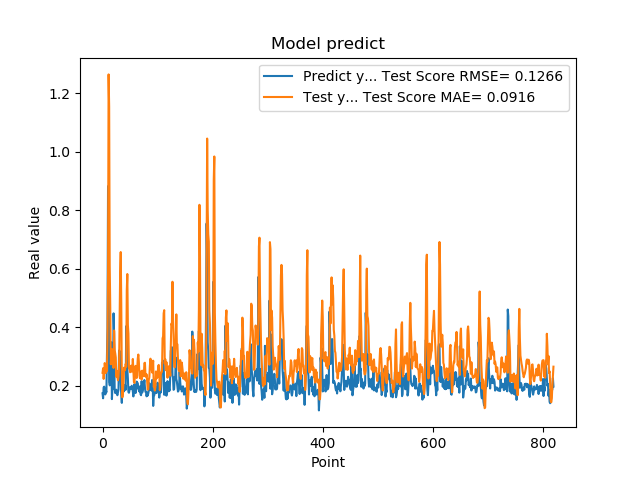 Model predict
Predict y... Test Score RMSE= 0.1266
Test y... Test Score MAE= 0.0916
1.2
1.0
0.8
0.6
0.4
0.2
Real value
0 200 400 600 800
Point